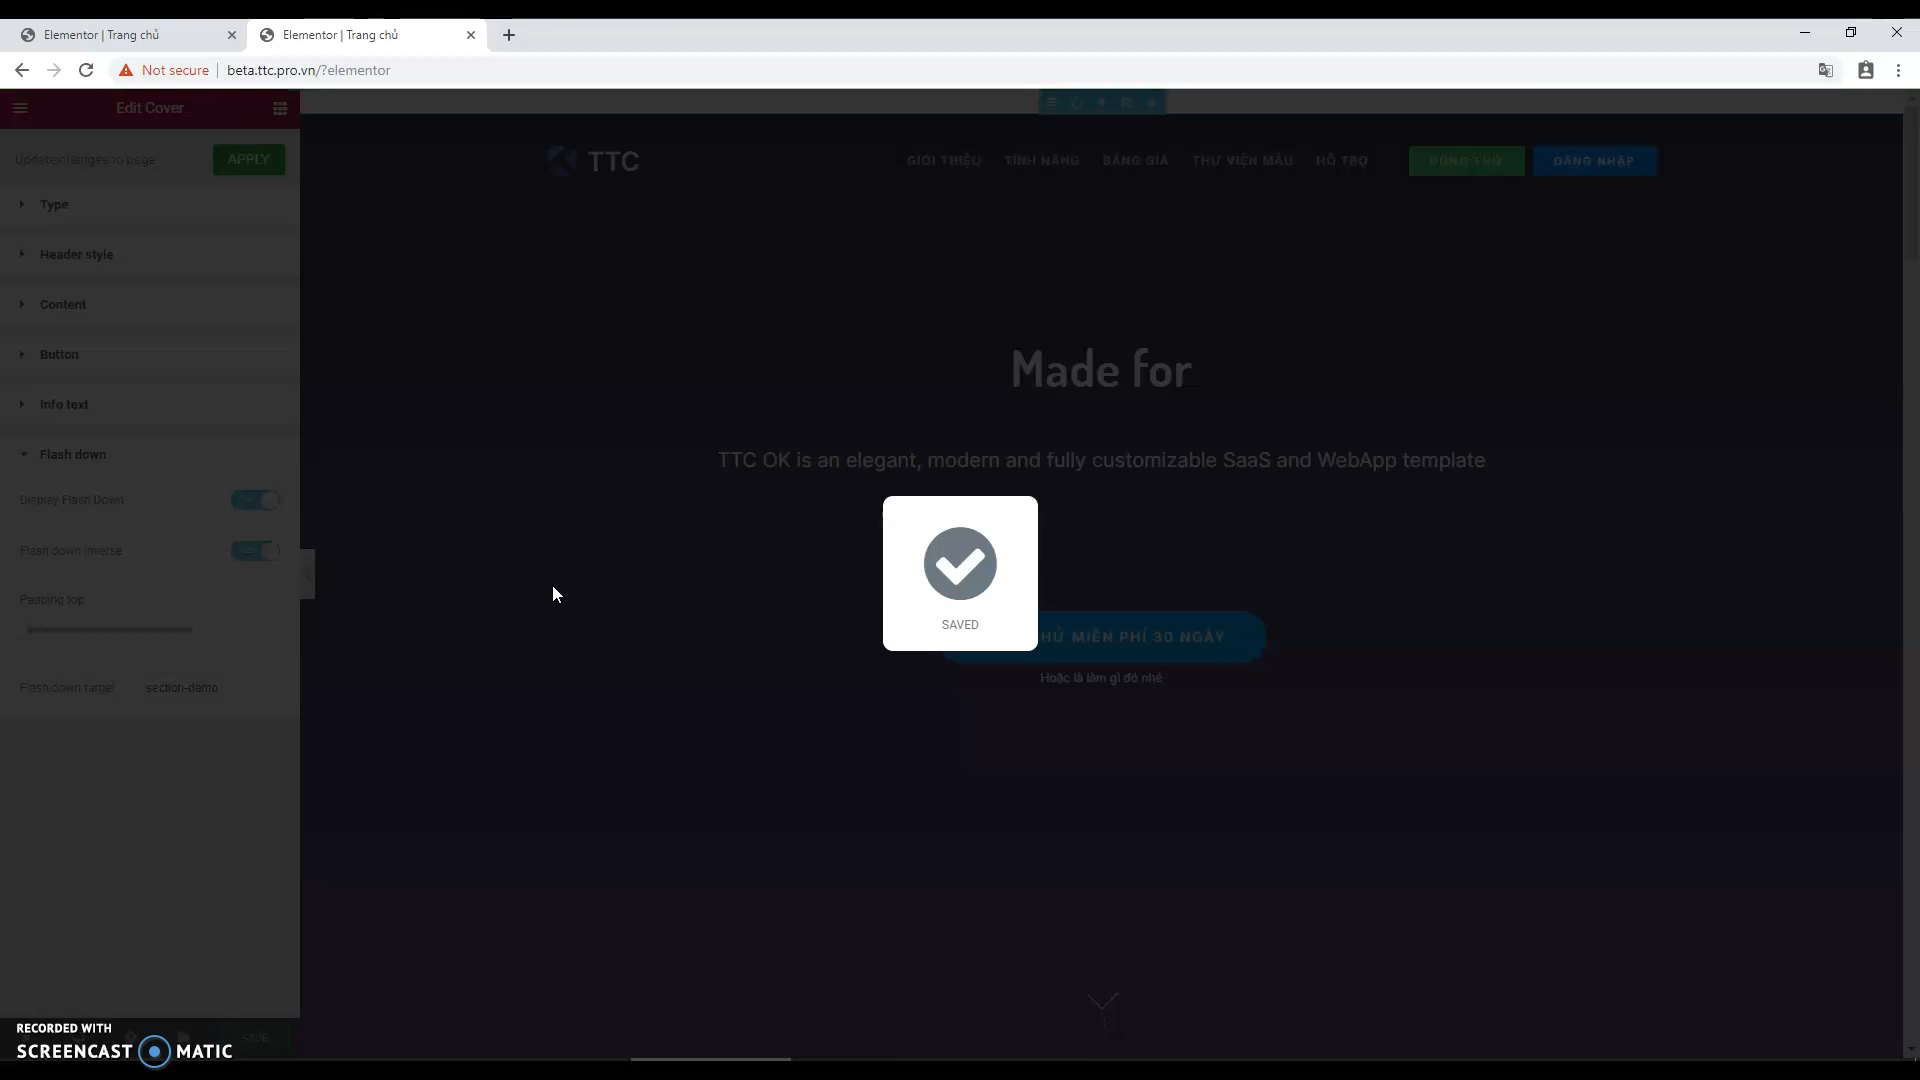 Elementor | Trang chủ
Elementor | Trang chủ
Not secure
beta.ttc.pro.vn/?elementor
Edit Cover
Update changes to page
APPLY
TTC
GIỚI THIỆU
TÍNH NĂNG
BẢNG GIÁ
THƯ VIỆN MẪU
HỖ TRỢ
DÙNG THỬ
ĐĂNG NHẬP
Type
Header style
Content
Button
Info text
Flash down
Display Flash Down
Flash down inverse
Padding top
Flash down target
section-damo
Made for
TTC OK is an elegant, modern and fully customizable SaaS and WebApp template
SAVED
HỬ MIỄN PHÍ 30 NGÀY
Hoặc là làm gì đó nhé
SAVE
RECORDED WITH
SCREENCAST MATIC